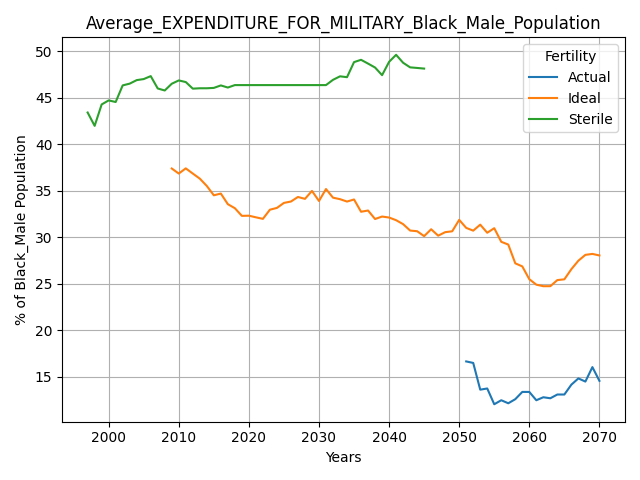 Average_EXPENDITURE_FOR_MILITARY_Black_Male_Population
% of Black_Male Population
50
45
40
35
30
25
20
15
Fertility
Actual
Ideal
Sterile
2000 2010 2020 2030 2040 2050 2060 2070
Years